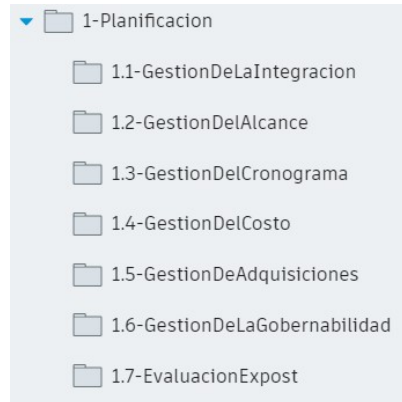 1-Planificacion
1.1-GestionDeLaIntegracion
1.2-GestionDelAlcance
1.3-GestionDelCronograma
1.4-GestionDelCosto
1.5-GestionDeAdquisiciones
1.6-GestionDeLaGobernabilidad
1.7-EvaluacionExpost